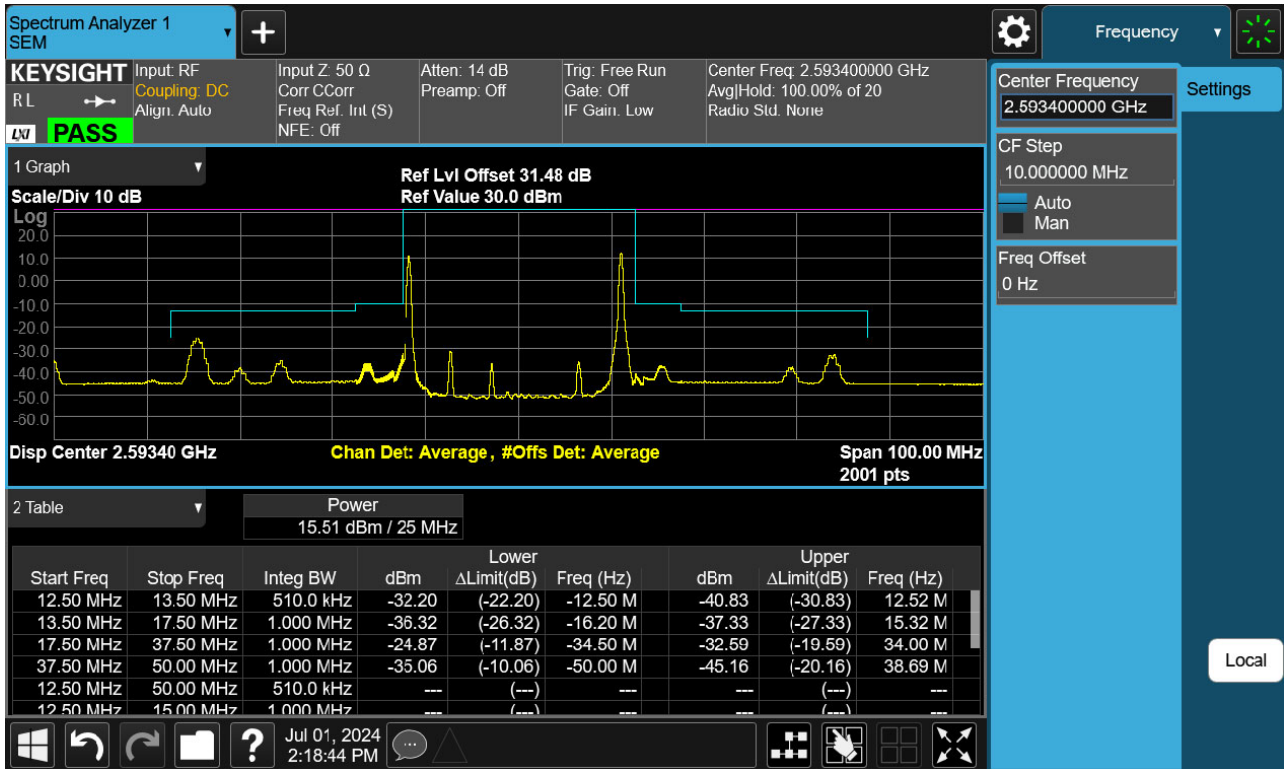 Spectrum Analyzer 1
SEM
+
Frequency
KEYSIGHT
Input: RF
Input Z: 50 Ω
Atten: 14 dB
Trig: Free Run
Center Freq: 2.593400000 GHz
R L
Coupling: DC
Corr CCorr
Preamp: Off
Gate: Off
Avg|Hold: 100.00% of 20
Align: Auto
Freq Ref: Int (S)
IF Gain: Low
Radio Std: None
LXI
PASS
NFE: Off
Center Frequency
2.593400000 GHz
Settings
CF Step
10.000000 MHz
Auto
Man
Freq Offset
0 Hz
1 Graph
Ref Lvl Offset 31.48 dB
Scale/Div 10 dB
Ref Value 30.0 dBm
Log
20.0
10.0
0.00
-10.0
-20.0
-30.0
-40.0
-50.0
-60.0
Disp Center 2.59340 GHz
Chan Det: Average , #Offs Det: Average
Span 100.00 MHz
2001 pts
2 Table
Power
15.51 dBm / 25 MHz
Lower Upper
Start Freq Stop Freq Integ BW dBm ΔLimit(dB) Freq (Hz) dBm ΔLimit(dB) Freq (Hz)
12.50 MHz 13.50 MHz 510.0 kHz -32.20 (-22.20) -12.50 M -40.83 (-30.83) 12.52 M
13.50 MHz 17.50 MHz 1.000 MHz -36.32 (-26.32) -16.20 M -37.33 (-27.33) 15.32 M
17.50 MHz 37.50 MHz 1.000 MHz -24.87 (-11.87) -34.50 M -32.59 (-19.59) 34.00 M
37.50 MHz 50.00 MHz 1.000 MHz -35.06 (-10.06) -50.00 M -45.16 (-20.16) 38.69 M
12.50 MHz 50.00 MHz 510.0 kHz --- (---) --- --- (---) ---
12.50 MHz 15.00 MHz 1.000 MHz --- (---) --- --- (---) ---
Local
?
Jul 01, 2024
2:18:44 PM